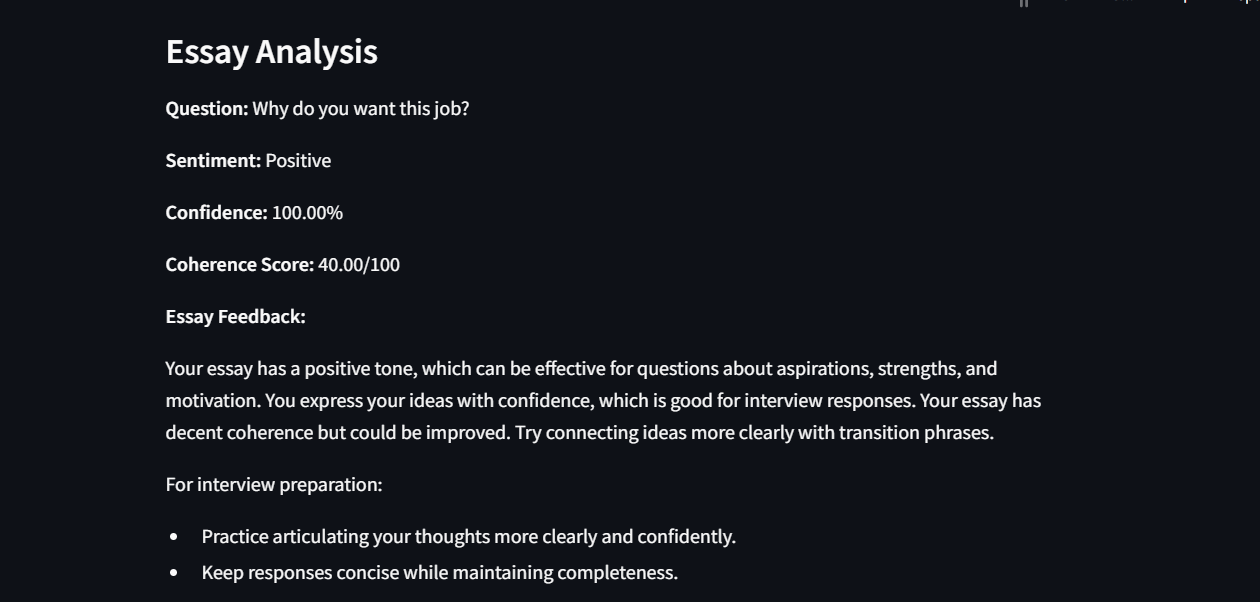 Essay Analysis
Question: Why do you want this job?
Sentiment: Positive
Confidence: 100.00%
Coherence Score: 40.00/100
Essay Feedback:
Your essay has a positive tone, which can be effective for questions about aspirations, strengths, and
motivation. You express your ideas with confidence, which is good for interview responses. Your essay has
decent coherence but could be improved. Try connecting ideas more clearly with transition phrases.
For interview preparation:
• Practice articulating your thoughts more clearly and confidently.
• Keep responses concise while maintaining completeness.